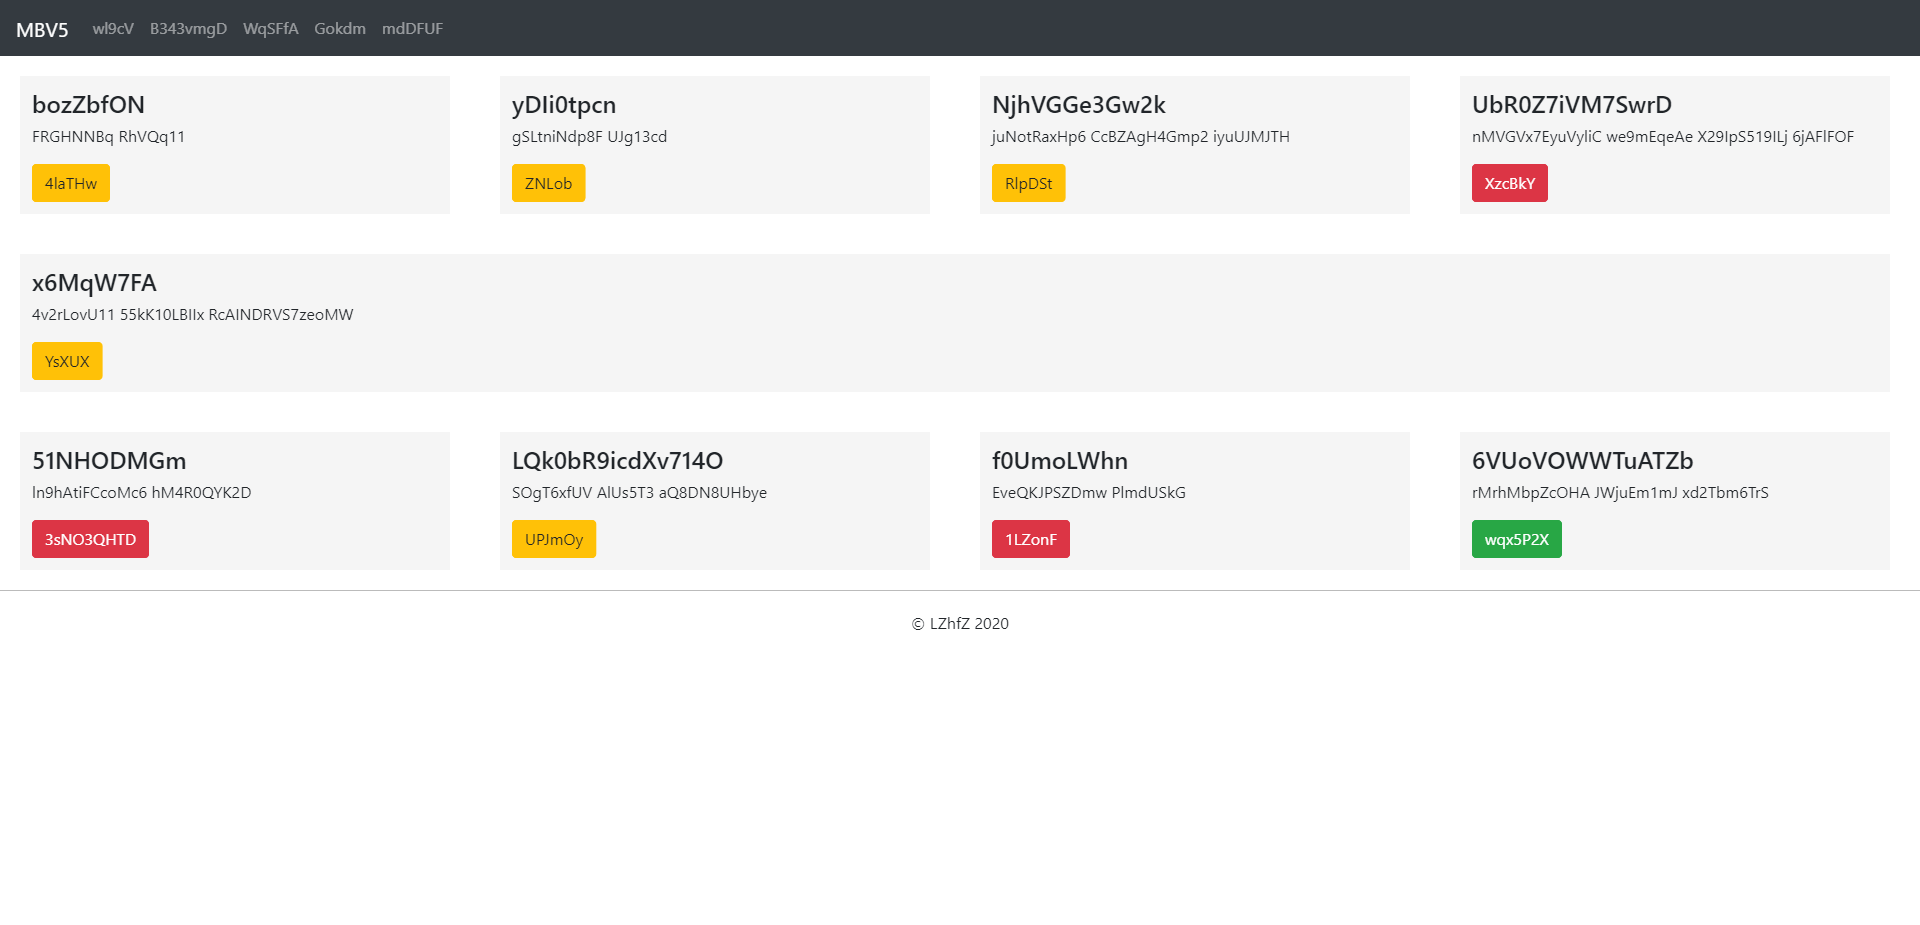 MBV5 wl9cV B343vmgD WqSFfA Gokdm mdDFUF
bozZbfON
FRGHNNBq RhVQq11
4laTHw
yDIi0tpcn
gSLtniNdp8F UJg13cd
ZNLob
NjhVGGe3Gw2k
juNotRaxHp6 CcBZAgH4Gmp2 iyuUJMJTH
RlpDSt
UbR0Z7iVM7SwrD
nMVGVx7EyuVyliC we9mEqeAe X29IpS519ILj 6jAFlFOF
XzcBkY
x6MqW7FA
4v2rLovU11 55kK10LBIIx RcAINDRVS7zeoMW
YsXUX
51NHODMGm
ln9hAtiFCcoMc6 hM4R0QYK2D
3sNO3QHTD
LQk0bR9icdXv714O
SOgT6xfUV AlUs5T3 aQ8DN8UHbye
UPJmOy
f0UmoLWhn
EveQKJPSZDmw PlmdUSkG
1LZonF
6VUoVOWWTuATZb
rMrhMbpZcOHA JWjuEm1mJ xd2Tbm6TrS
wqx5P2X
© LZhfZ 2020